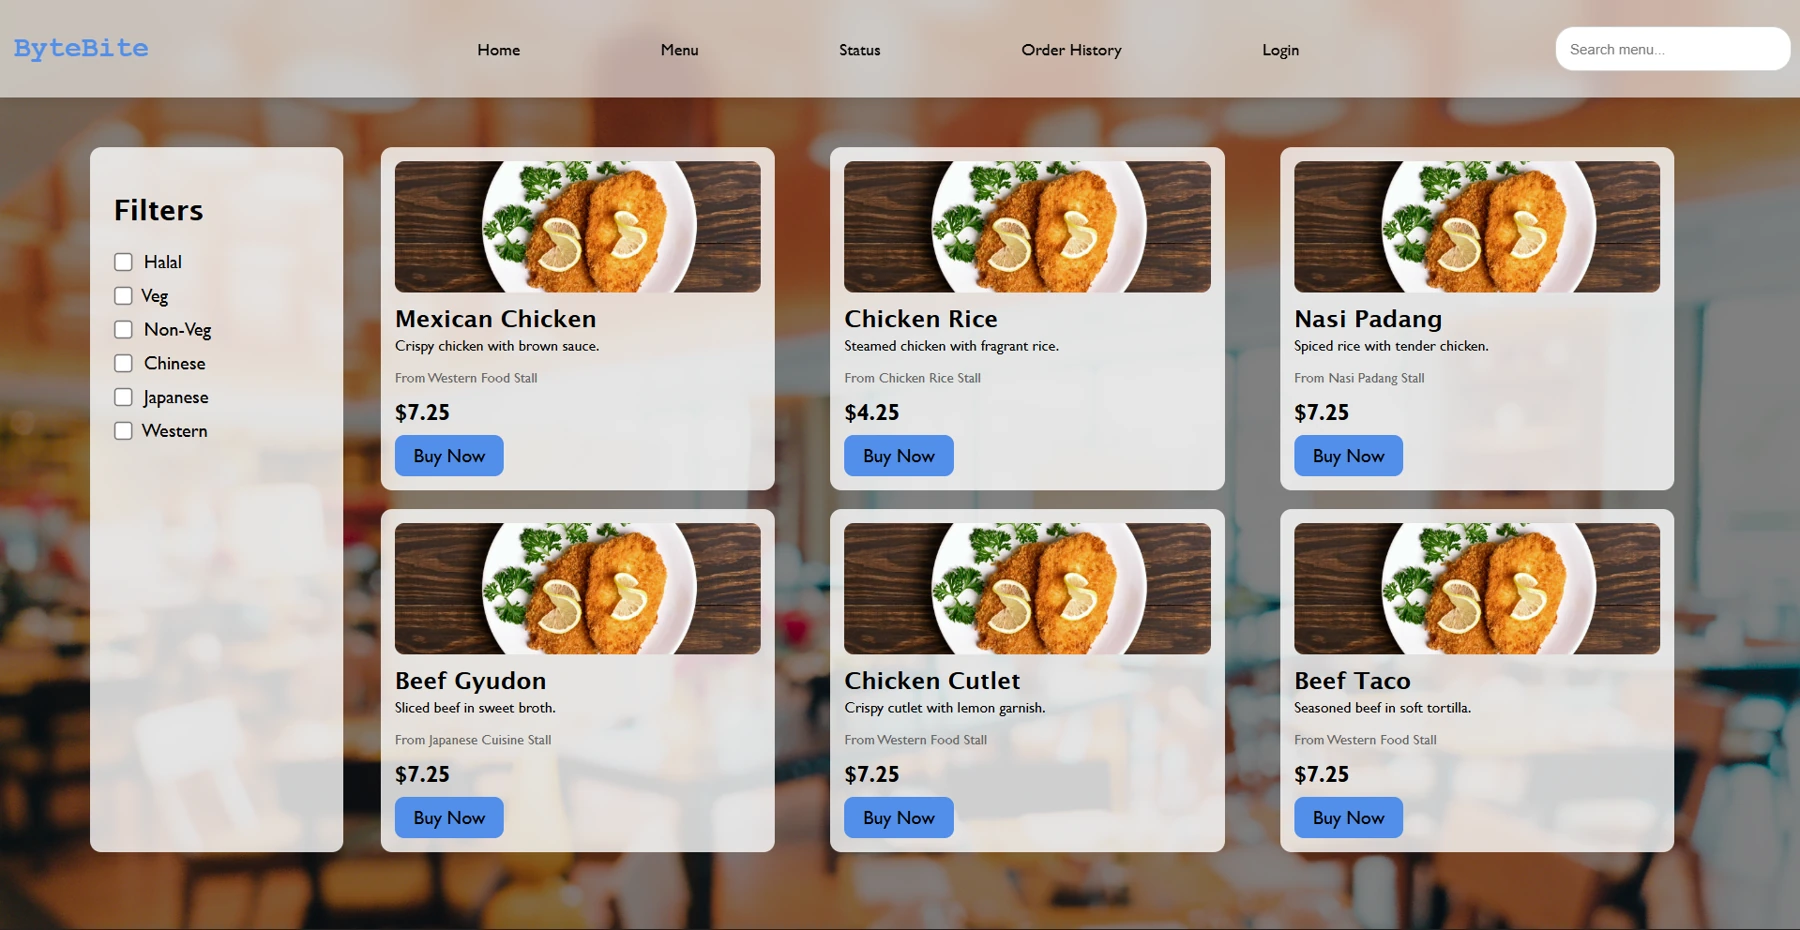 ByteBite
Home
Menu
Status
Order History
Login
Search menu...
Filters
Halal
Veg
Non-Veg
Chinese
Japanese
Western
Mexican Chicken
Crispy chicken with brown sauce.
From Western Food Stall
$7.25
Buy Now
Chicken Rice
Steamed chicken with fragrant rice.
From Chicken Rice Stall
$4.25
Buy Now
Nasi Padang
Spiced rice with tender chicken.
From Nasi Padang Stall
$7.25
Buy Now
Beef Gyudon
Sliced beef in sweet broth.
From Japanese Cuisine Stall
$7.25
Buy Now
Chicken Cutlet
Crispy cutlet with lemon garnish.
From Western Food Stall
$7.25
Buy Now
Beef Taco
Seasoned beef in soft tortilla.
From Western Food Stall
$7.25
Buy Now